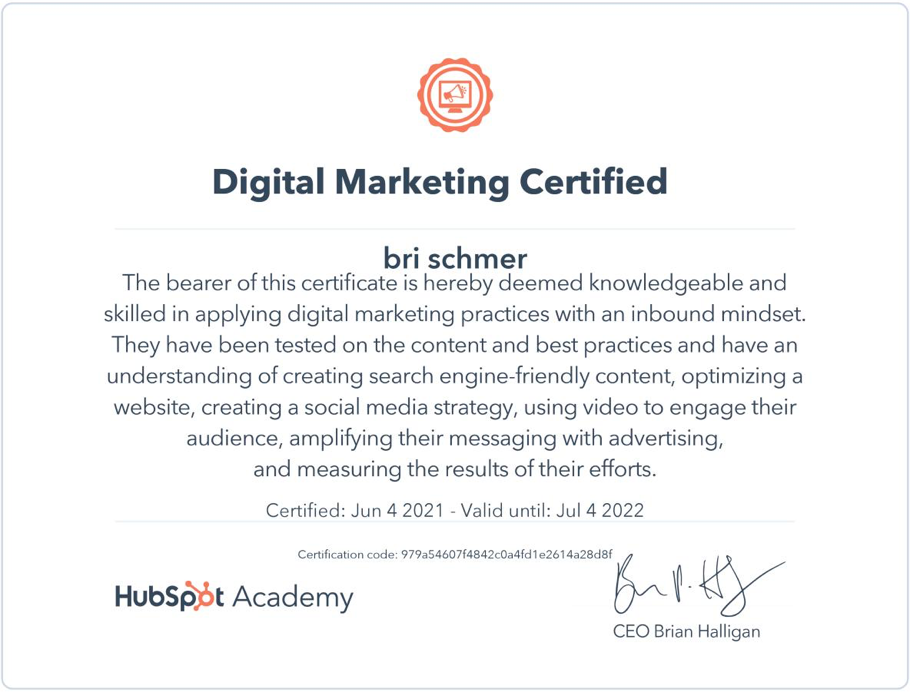 Digital Marketing Certified
bri schmer
The bearer of this certificate is hereby deemed knowledgeable and
skilled in applying digital marketing practices with an inbound mindset.
They have been tested on the content and best practices and have an
understanding of creating search engine-friendly content, optimizing a
website, creating a social media strategy, using video to engage their
audience, amplifying their messaging with advertising,
and measuring the results of their efforts.
Certified: Jun 4 2021 - Valid until: Jul 4 2022
Certification code: 979a54607f4842c0a4fd1e2614a28d8f
HubSpot Academy
CEO Brian Halligan